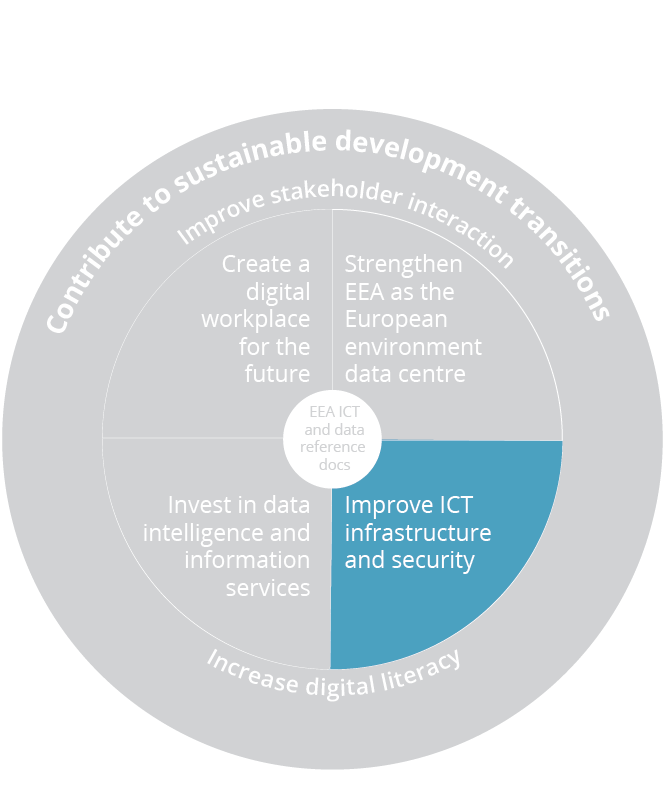 Contribute to sustainable development transitions
Improve stakeholder interaction
Create a
digital
workplace
for the
future
Strengthen
EEA as the
European
environment
data centre
EEA ICT
and data
reference
docs
Invest in data
intelligence and
information
services
Improve ICT
infrastructure
and security
Increase digital literacy